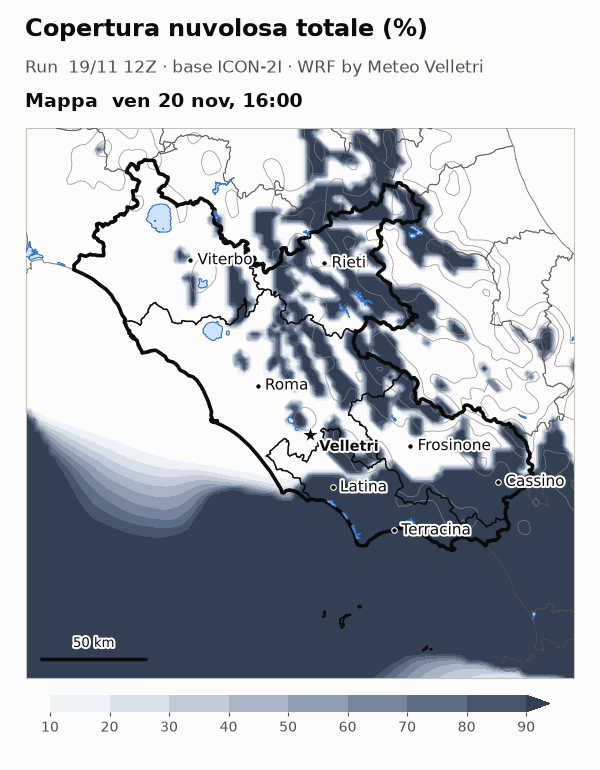 Copertura nuvolosa totale (%)
Run  19/11 12Z · base ICON-2I · WRF by Meteo Velletri
Mappa  ven 20 nov, 16:00
Viterbo
Rieti
Roma
Velletri
Frosinone
Latina
Cassino
Terracina
50 km
10 20 30 40 50 60 70 80 90